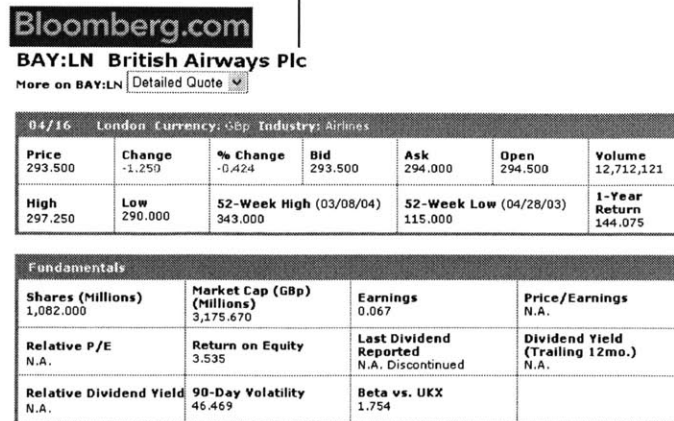 Bloomberg.com
BAY:LN British Airways Plc
More on BAY:LN Detailed Quote
04/16 London Currency: GBp Industry: Airlines
Price Change % Change Bid Ask Open Volume
293.500 -1.250 -0.424 293.500 294.000 294.500 12,712,121
High Low 52-Week High (03/08/04) 52-Week Low (04/28/03) 1-Year Return
297.250 290.000 343.000 115.000 144.075
Fundamentals
Shares (Millions) Market Cap (GBp) (Millions) Earnings Price/Earnings
1,082.000 3,175.670 0.067 N.A.
Relative P/E Return on Equity Last Dividend Reported Dividend Yield (Trailing 12mo.)
N.A. 3.535 N.A. Discontinued N.A.
Relative Dividend Yield 90-Day Volatility Beta vs. UKX
N.A. 46.469 1.754